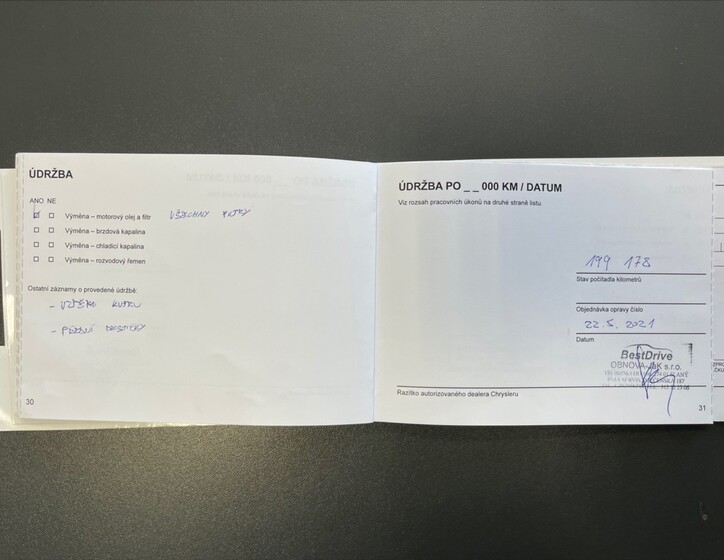 ÚDRŽBA
ANO NE
Výměna – motorový olej a filtr VŠECHNY FILTRY
Výměna – brzdová kapalina
Výměna – chladicí kapalina
Výměna – rozvodový řemen
Ostatní záznamy o provedené údržbě:
- PŘEDNÍ DESTIČKY
30
ÚDRŽBA PO _ _ 000 KM / DATUM
Viz rozsah pracovních úkonů na druhé straně listu.
199 178
Stav počítadla kilometrů
Objednávka opravy číslo
22.5. 2021
Datum
BestDrive
OBNOVA-JaK s.r.o.
Razítko autorizovaného dealera Chrysleru
31